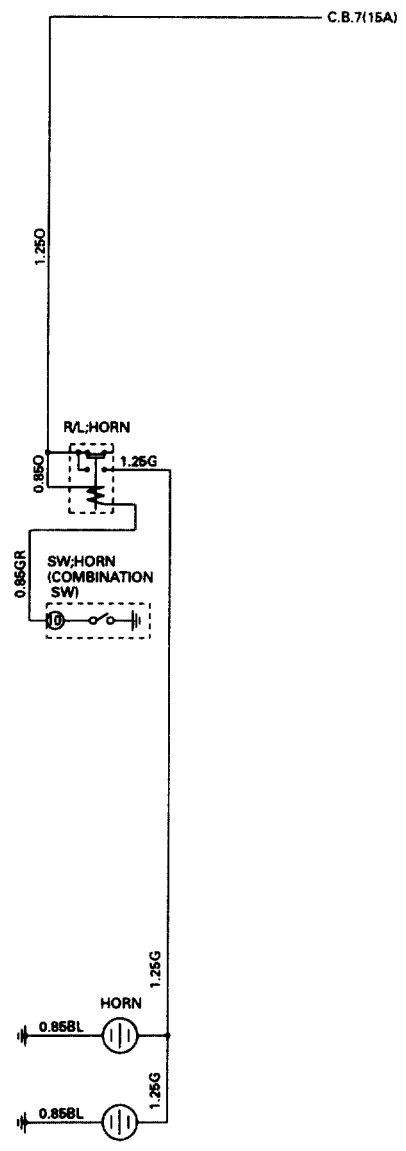 C.B.7(15A)
1.25O
R/L;HORN
0.85O
1.25G
0.85GR
SW;HORN
(COMBINATION
SW)
10
1.25G
HORN
0.85BL
1.25G
0.85BL